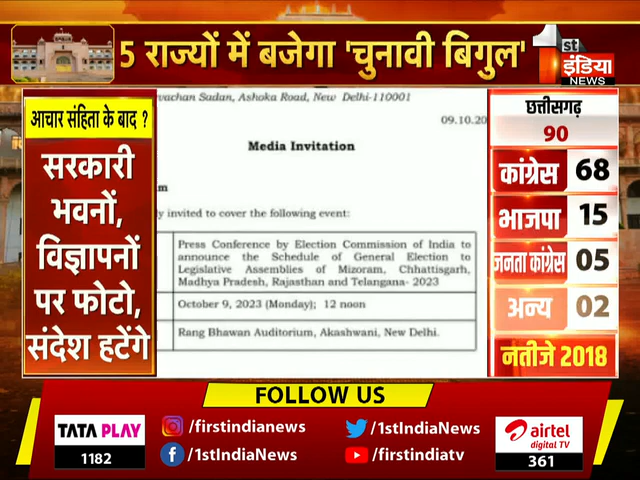 5 राज्यों में बजेगा 'चुनावी बिगुल'
1st
इंडिया
NEWS
आचार संहिता के बाद ?
सरकारी
भवनों,
विज्ञापनों
पर फोटो,
संदेश हटेंगे
Sadan, Ashoka Road, New Delhi-110001
09.10.20
Media Invitation
invited to cover the following event:
Press Conference by Election Commission of India to
announce the Schedule of General Election to
Legislative Assemblies of Mizoram, Chhattisgarh,
Madhya Pradesh, Rajasthan and Telangana- 2023
October 9, 2023 (Monday); 12 noon
Rang Bhawan Auditorium, Akashwani, New Delhi.
छत्तीसगढ़
90
कांग्रेस 68
भाजपा 15
जनता कांग्रेस 05
अन्य 02
नतीजे 2018
FOLLOW US
TATA PLAY
1182
/firstindianews
/1stIndiaNews
/1stIndiaNews
/firstindiatv
airtel
digital TV
361